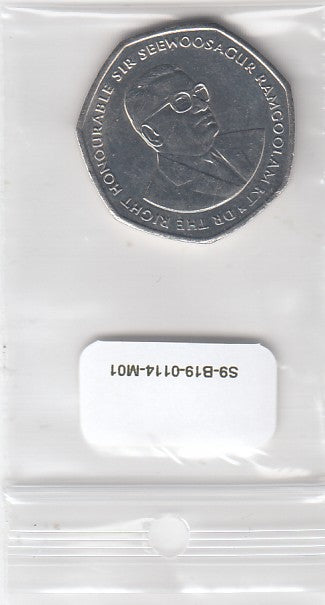 DR THE RIGHT HONOURABLE SIR SEEWOOSAGUR RAMGOOLAM KT
S9-B19-0114-M01